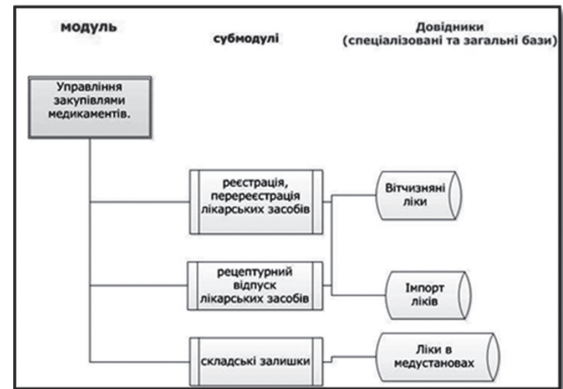 модуль
субмодулі
Довідники
(спеціалізовані та загальні бази)
Управління
закупівлями
медикаментів.
реєстрація,
перереєстрація
лікарських засобів
Вітчизняні
ліки
рецептурний
відпуск
лікарських засобів
Імпорт
ліків
складські залишки
Ліки в
медустановах